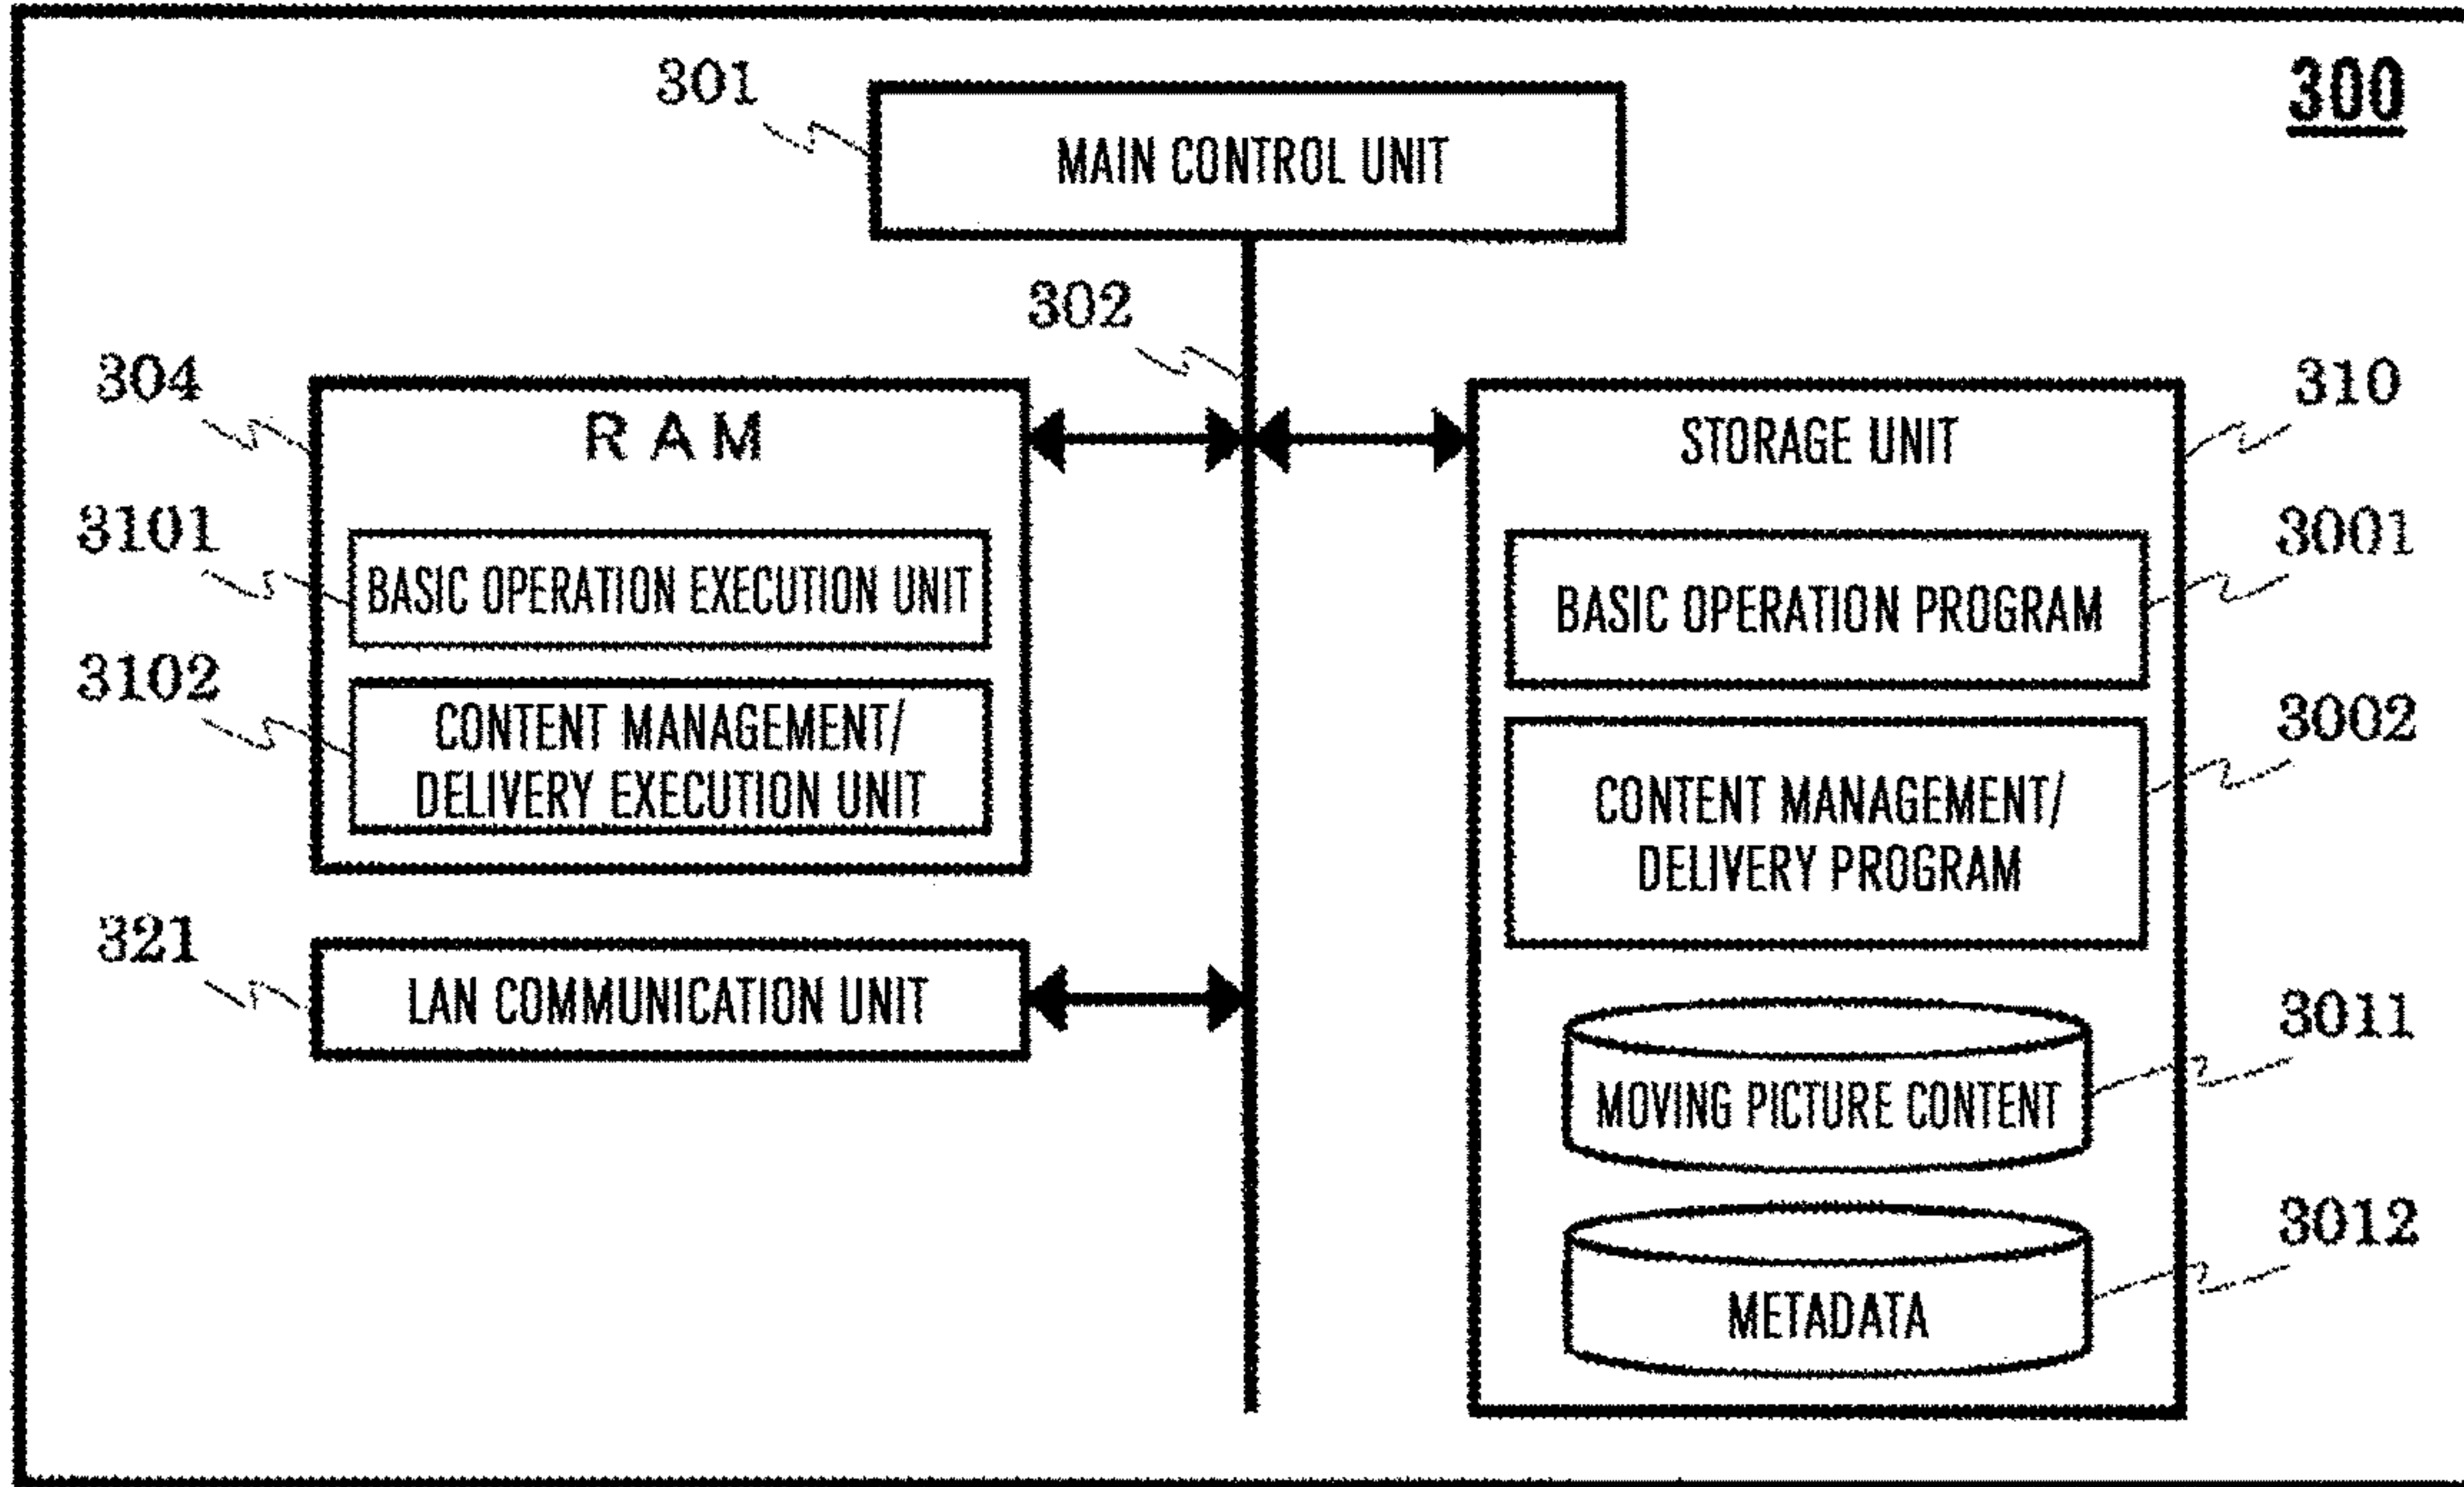 300
301
MAIN CONTROL UNIT
302
304
RAM
3101
BASIC OPERATION EXECUTION UNIT
3102
CONTENT MANAGEMENT/
DELIVERY EXECUTION UNIT
321
LAN COMMUNICATION UNIT
310
STORAGE UNIT
3001
BASIC OPERATION PROGRAM
3002
CONTENT MANAGEMENT/
DELIVERY PROGRAM
3011
MOVING PICTURE CONTENT
3012
METADATA